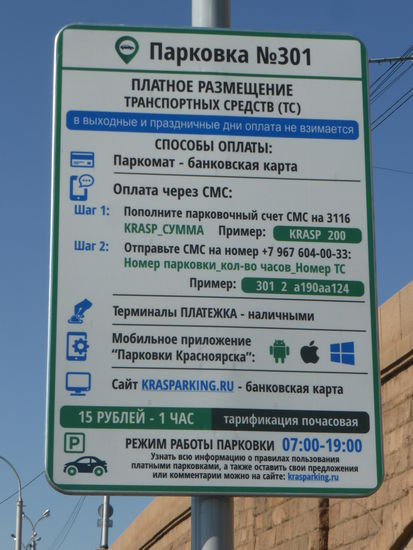 Парковка №301
ПЛАТНОЕ РАЗМЕЩЕНИЕ
ТРАНСПОРТНЫХ СРЕДСТВ (ТС)
в выходные и праздничные дни оплата не взимается
СПОСОБЫ ОПЛАТЫ:
Паркомат - банковская карта
Оплата через СМС:
Шаг 1: Пополните парковочный счет СМС на 3116
KRASP_СУММА Пример: KRASP 200
Шаг 2: Отправьте СМС на номер +7 967 604-00-33:
Номер парковки_кол-во часов_Номер ТС
Пример: 301 2 a190aa124
Терминалы ПЛАТЕЖКА - наличными
Мобильное приложение
“Парковки Красноярска”:
Сайт KRASPARKING.RU - банковская карта
15 РУБЛЕЙ - 1 ЧАС тарификация почасовая
P РЕЖИМ РАБОТЫ ПАРКОВКИ 07:00-19:00
Узнать всю информацию о правилах пользования
платными парковками, а также оставить свои предложения
или комментарии можно на сайте: krasparking.ru